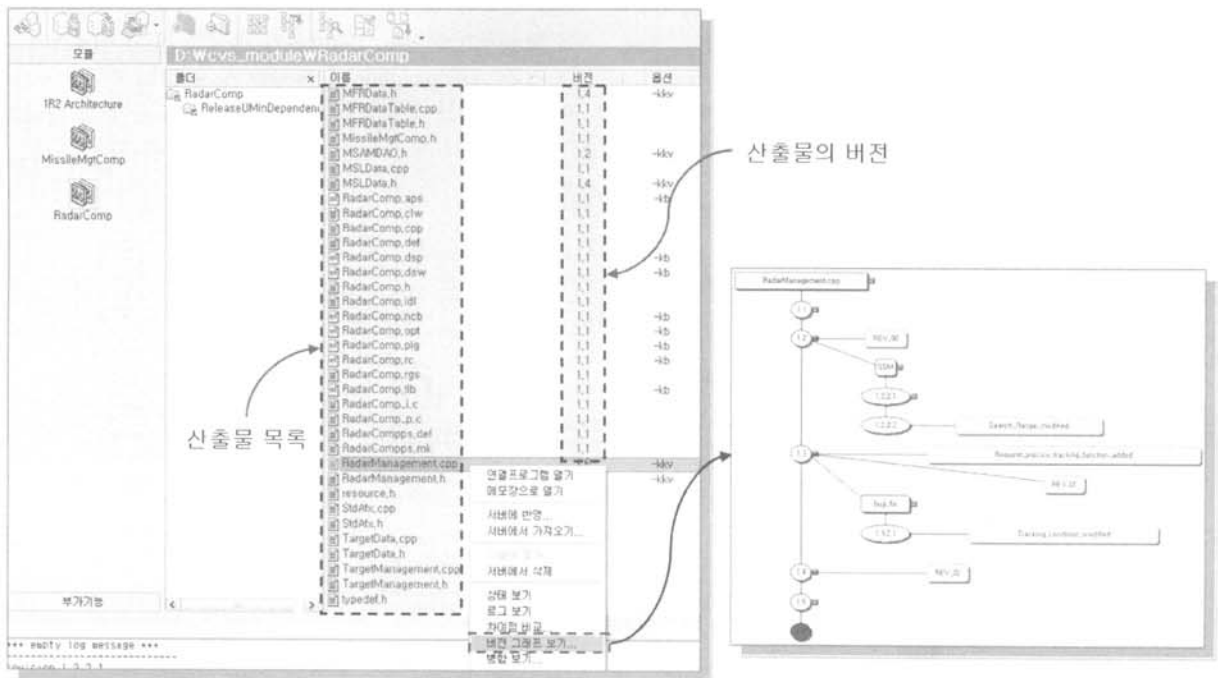 모듈
1R2 Architecture
MissileMgtComp
RadarComp
부가기능
D:₩cvs_module₩RadarComp
폴더 x
RadarComp
ReleaseUMinDependen
이름 버전 옵션
MFRData.h 1.4 -kkv
MFRDataTable.cpp 1.1
MFRDataTable.h 1.1
MissileMgtComp.h 1.1
MSAMDAO.h 1.2 -kkv
MSLData.cpp 1.1
MSLData.h 1.4 -kkv
RadarComp.aps 1.1 -kb
RadarComp.clw 1.1
RadarComp.cpp 1.1
RadarComp.def 1.1
RadarComp.dsp 1.1 -kb
RadarComp.dsw 1.1 -kb
RadarComp.h 1.1
RadarComp.idl 1.1
RadarComp.ncb 1.1 -kb
RadarComp.opt 1.1 -kb
RadarComp.plg 1.1 -kb
RadarComp.rc 1.1 -kb
RadarComp.rgs 1.1
RadarComp.tlb 1.1 -kb
RadarComp_i.c 1.1
RadarComp_p.c 1.1
RadarCompps.def 1.1
RadarCompps.mk 1.1
RadarManagement.cpp -kkv
RadarManagement.h -kkv
resource.h
StdAfx.cpp
StdAfx.h
TargetData.cpp
TargetData.h
TargetManagement.cpp
TargetManagement.h
typedef.h
산출물 목록
산출물의 버전
연결프로그램 열기
메모장으로 열기
서버에 반영...
서버에서 가져오기...
서버에서 삭제
상태 보기
로그 보기
차이점 비교...
버전 그래프 보기...
병합 보기...
*** empty log message ***
RadarManagement.cpp
1.1
1.2
REV_00
1.2.2.1
1.2.2.2
Search_Range_modified
1.3
Request_precise_tracking_function_added
REV_01
bug_fix
1.3.2.1
Tracking_condition_modified
1.4
REV_02
1.5